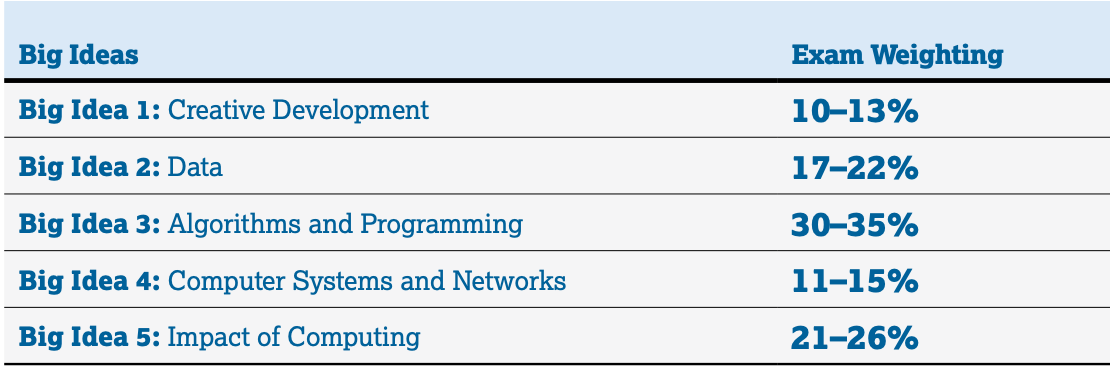 Big Ideas Exam Weighting
Big Idea 1: Creative Development 10–13%
Big Idea 2: Data 17–22%
Big Idea 3: Algorithms and Programming 30–35%
Big Idea 4: Computer Systems and Networks 11–15%
Big Idea 5: Impact of Computing 21–26%